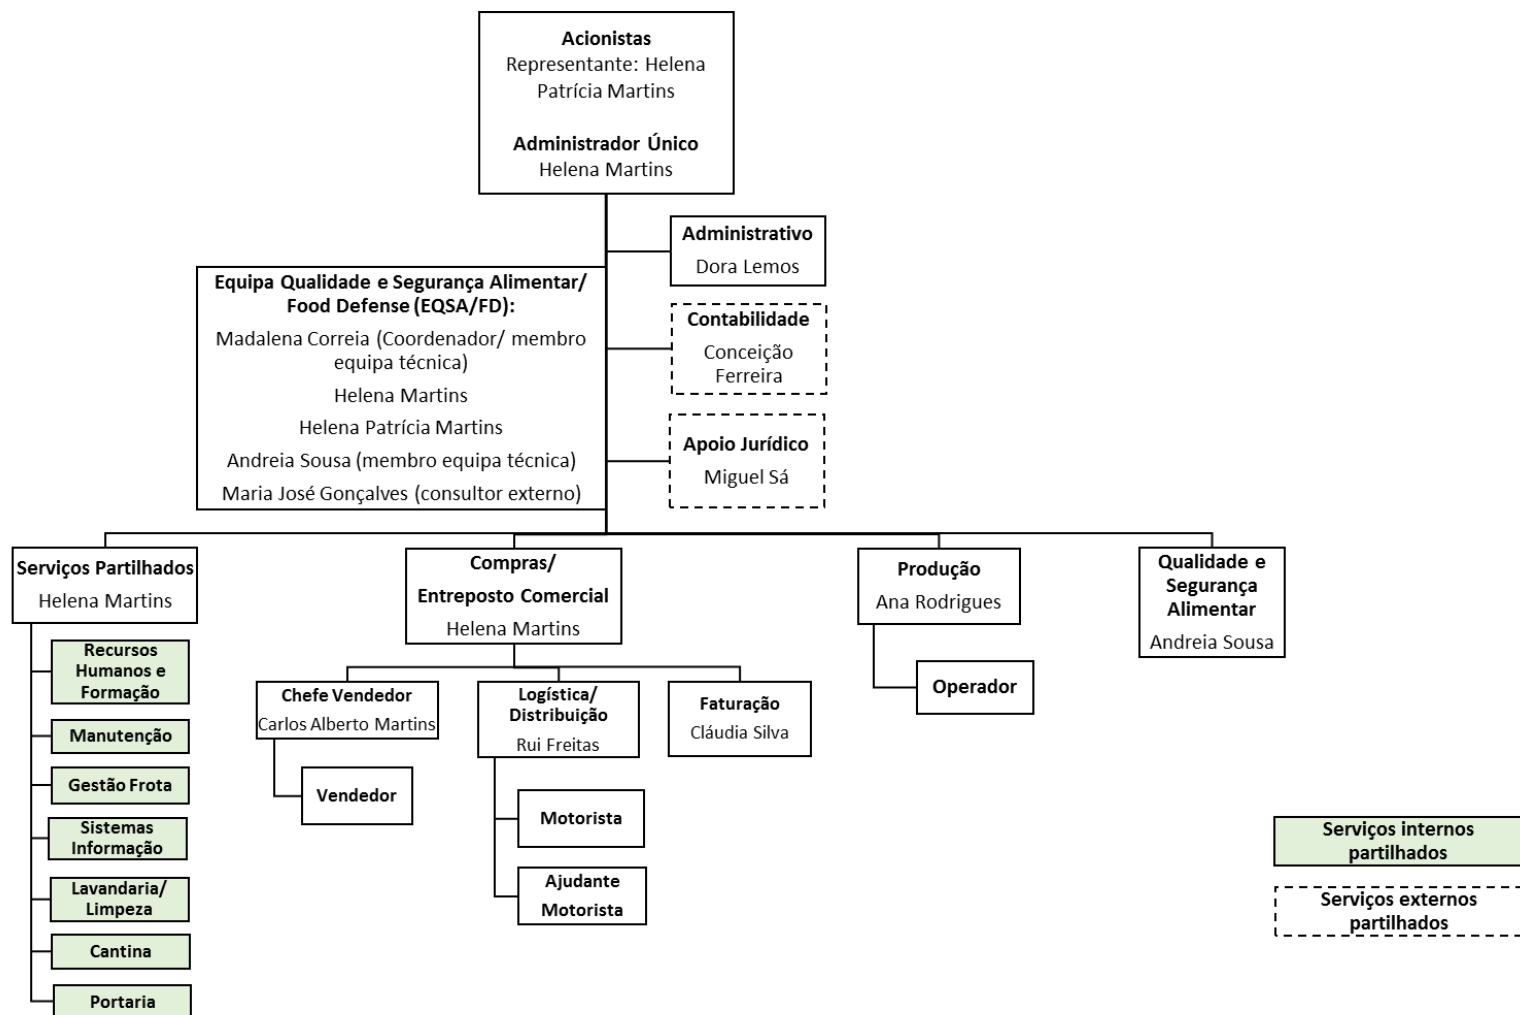 Acionistas
Representante: Helena
Patrícia Martins
Administrador Único
Helena Martins
Administrativo
Dora Lemos
Equipa Qualidade e Segurança Alimentar/
Food Defense (EQSA/FD):
Madalena Correia (Coordenador/ membro
equipa técnica)
Helena Martins
Helena Patrícia Martins
Andreia Sousa (membro equipa técnica)
Maria José Gonçalves (consultor externo)
Contabilidade
Conceição
Ferreira
Apoio Jurídico
Miguel Sá
Serviços Partilhados
Helena Martins
Recursos
Humanos e
Formação
Manutenção
Gestão Frota
Sistemas
Informação
Lavandaria/
Limpeza
Cantina
Portaria
Compras/
Entreposto Comercial
Helena Martins
Chefe Vendedor
Carlos Alberto Martins
Vendedor
Logística/
Distribuição
Rui Freitas
Motorista
Ajudante
Motorista
Faturação
Cláudia Silva
Produção
Ana Rodrigues
Operador
Qualidade e
Segurança
Alimentar
Andreia Sousa
Serviços internos
partilhados
Serviços externos
partilhados